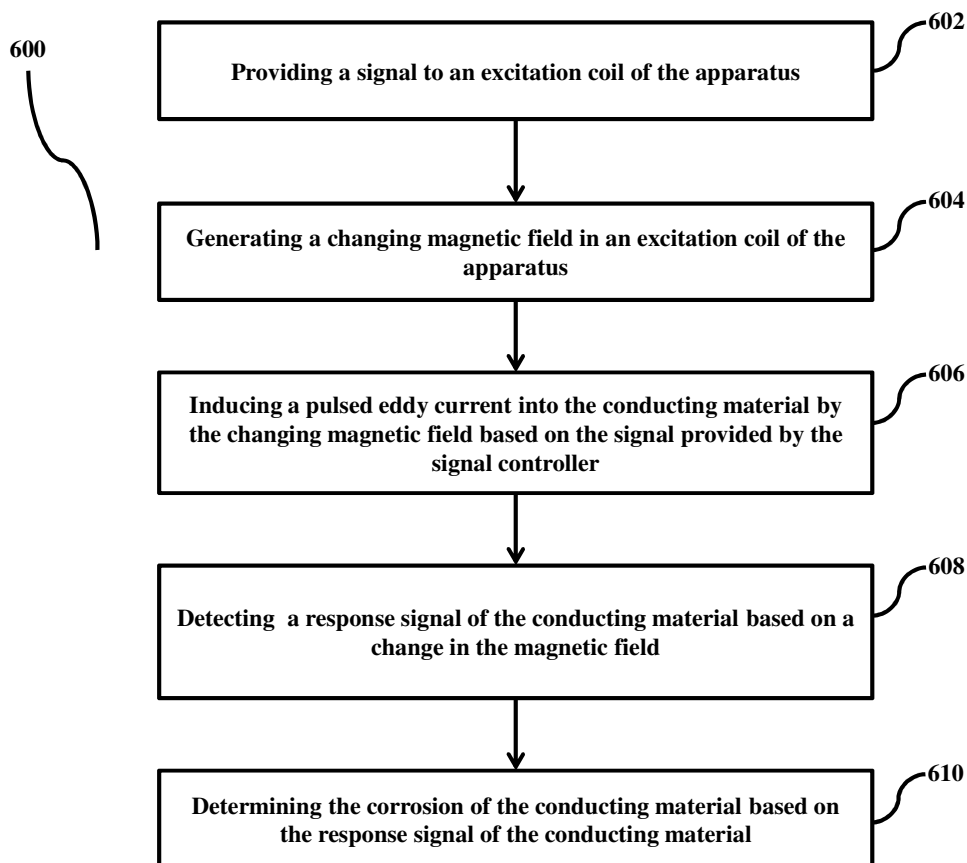 600
602
Providing a signal to an excitation coil of the apparatus
604
Generating a changing magnetic field in an excitation coil of the
apparatus
606
Inducing a pulsed eddy current into the conducting material by
the changing magnetic field based on the signal provided by the
signal controller
608
Detecting a response signal of the conducting material based on a
change in the magnetic field
610
Determining the corrosion of the conducting material based on
the response signal of the conducting material